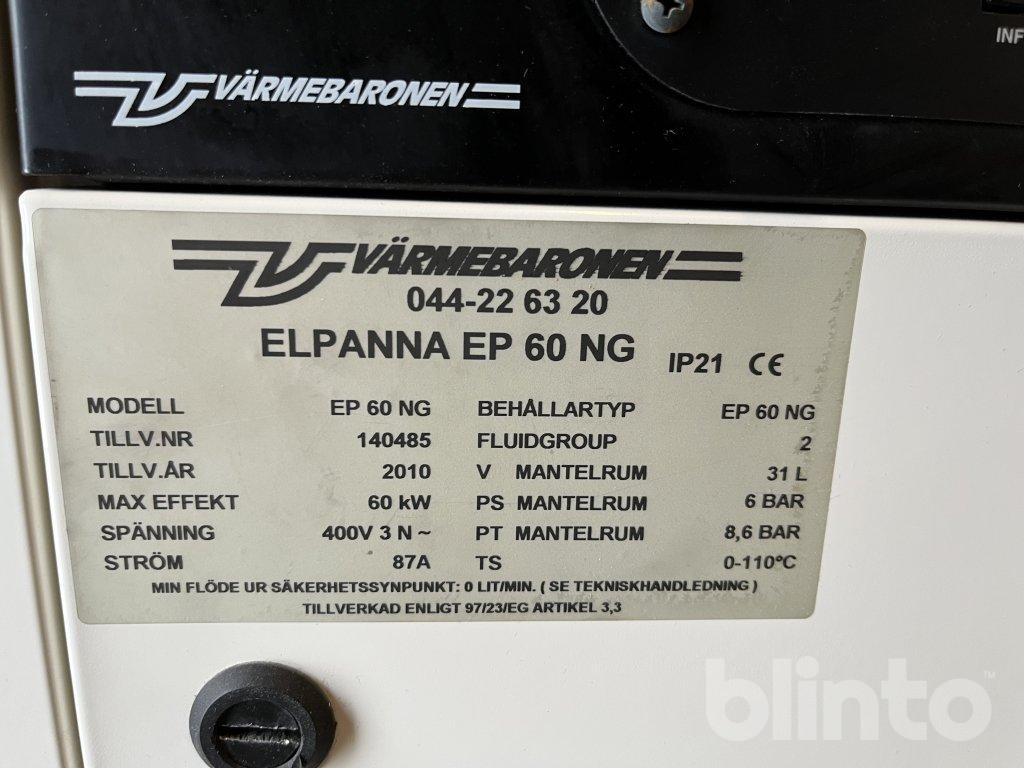 INF
VÄRMEBARONEN
VÄRMEBARONEN
044-22 63 20
ELPANNA EP 60 NG IP21 CE
MODELL EP 60 NG BEHÅLLARTYP EP 60 NG
TILLV.NR 140485 FLUIDGROUP 2
TILLV.ÅR 2010 V MANTELRUM 31 L
MAX EFFEKT 60 kW PS MANTELRUM 6 BAR
SPÄNNING 400V 3 N ~ PT MANTELRUM 8,6 BAR
STRÖM 87A TS 0-110°C
MIN FLÖDE UR SÄKERHETSSYNPUNKT: 0 LIT/MIN. ( SE TEKNISKHANDLEDNING )
TILLVERKAD ENLIGT 97/23/EG ARTIKEL 3,3
blinto™